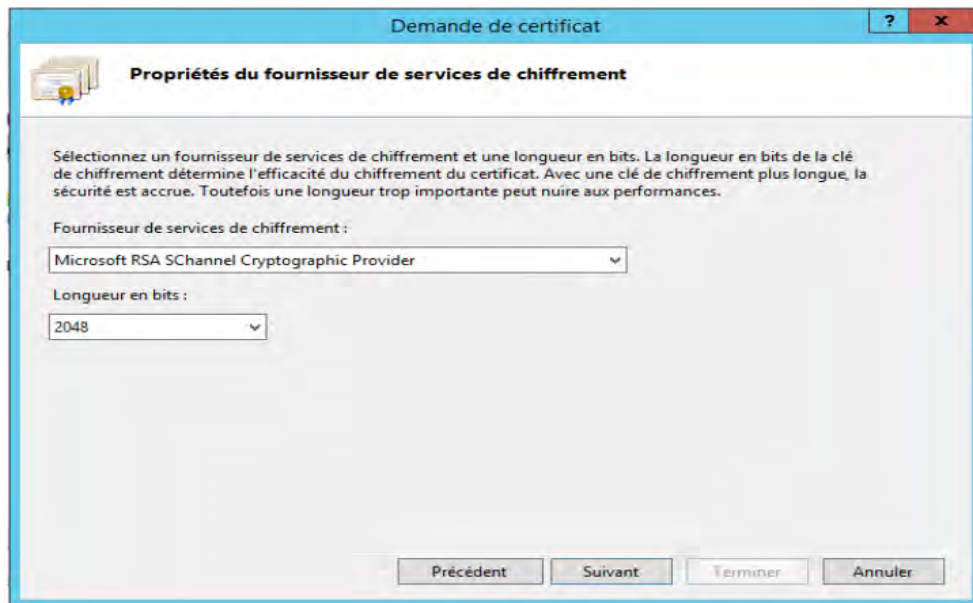 Demande de certificat
?
x
Propriétés du fournisseur de services de chiffrement
Sélectionnez un fournisseur de services de chiffrement et une longueur en bits. La longueur en bits de la clé
de chiffrement détermine l'efficacité du chiffrement du certificat. Avec une clé de chiffrement plus longue, la
sécurité est accrue. Toutefois une longueur trop importante peut nuire aux performances.
Fournisseur de services de chiffrement :
Microsoft RSA SChannel Cryptographic Provider
Longueur en bits :
2048
Précédent
Suivant
Terminer
Annuler